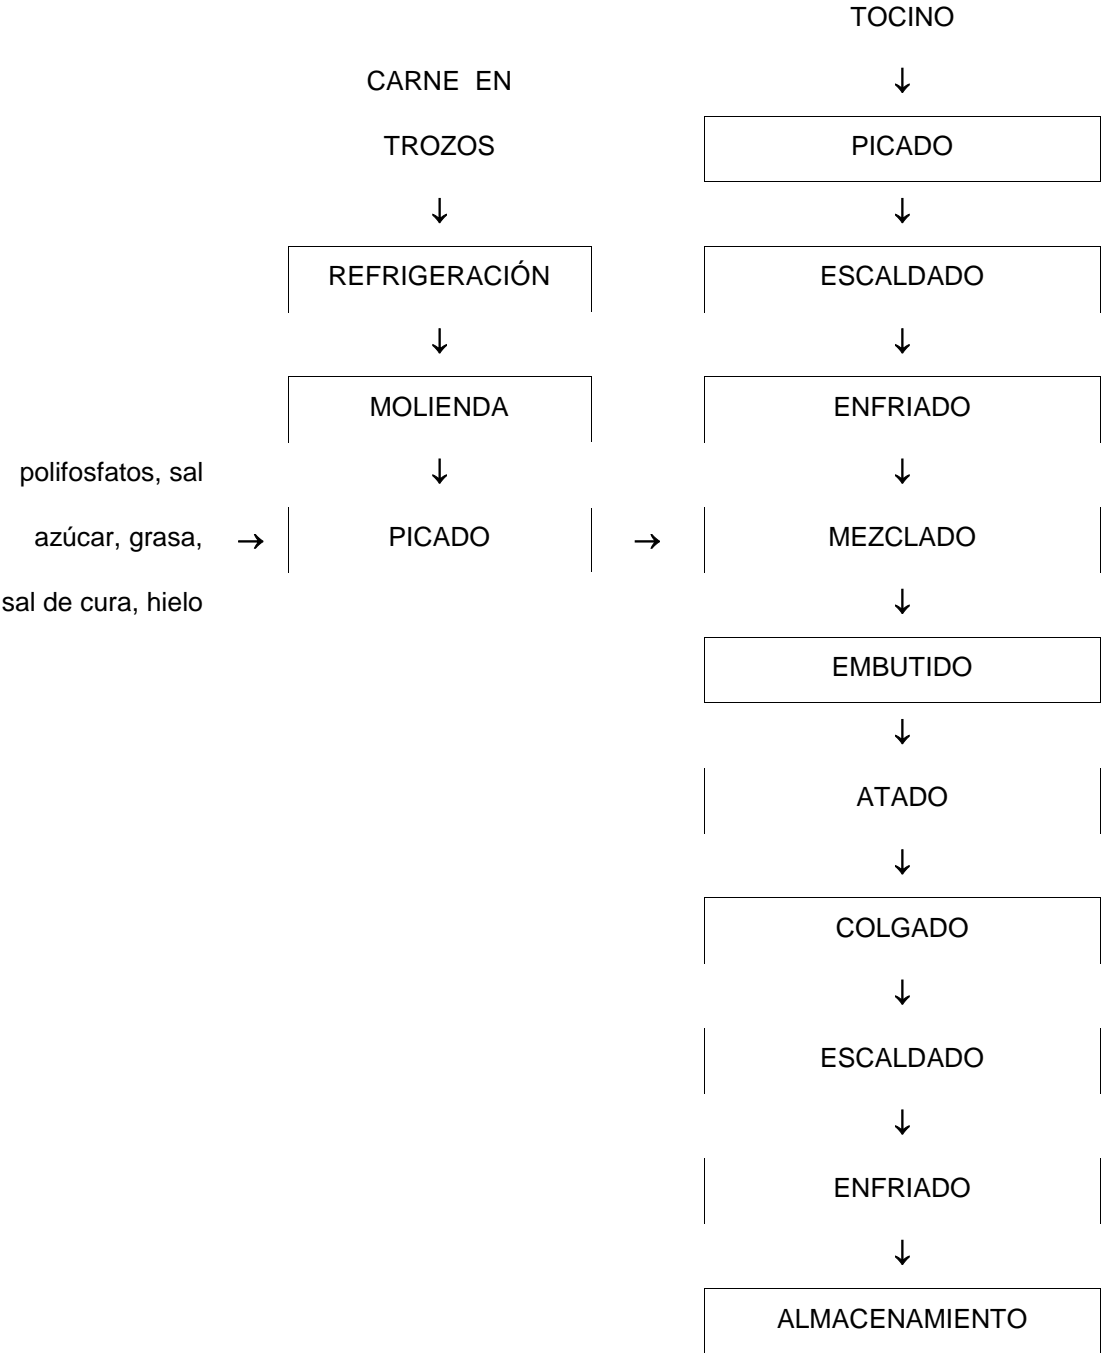 TOCINO
↓
CARNE EN
TROZOS
↓
REFRIGERACIÓN
↓
MOLIENDA
↓
polifosfatos, sal
azúcar, grasa,
sal de cura, hielo
→
PICADO
→
PICADO
↓
ESCALDADO
↓
ENFRIADO
↓
MEZCLADO
↓
EMBUTIDO
↓
ATADO
↓
COLGADO
↓
ESCALDADO
↓
ENFRIADO
↓
ALMACENAMIENTO